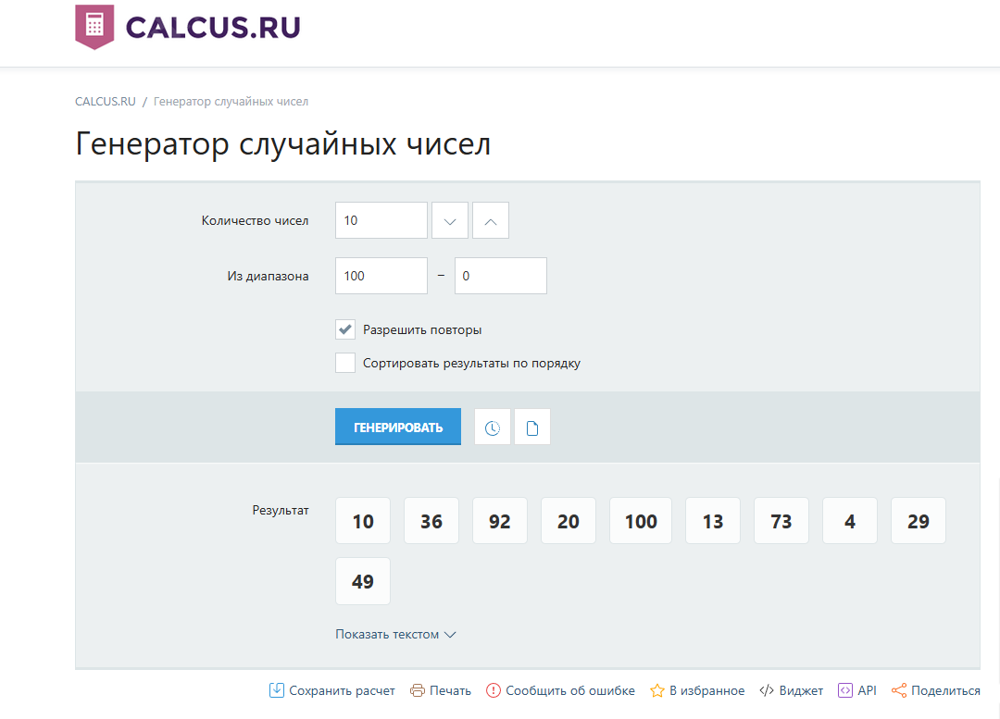 CALCUS.RU
CALCUS.RU / Генератор случайных чисел
Генератор случайных чисел
Количество чисел 10
Из диапазона 100 – 0
Разрешить повторы
Сортировать результаты по порядку
ГЕНЕРИРОВАТЬ
Результат 10 36 92 20 100 13 73 4 29
49
Показать текстом
Сохранить расчет Печать Сообщить об ошибке В избранное Виджет API Поделиться